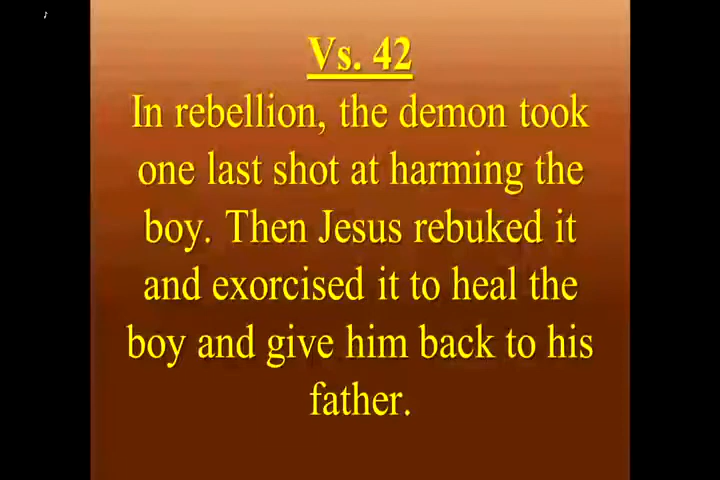 Vs. 42
In rebellion, the demon took
one last shot at harming the
boy. Then Jesus rebuked it
and exorcised it to heal the
boy and give him back to his
father.